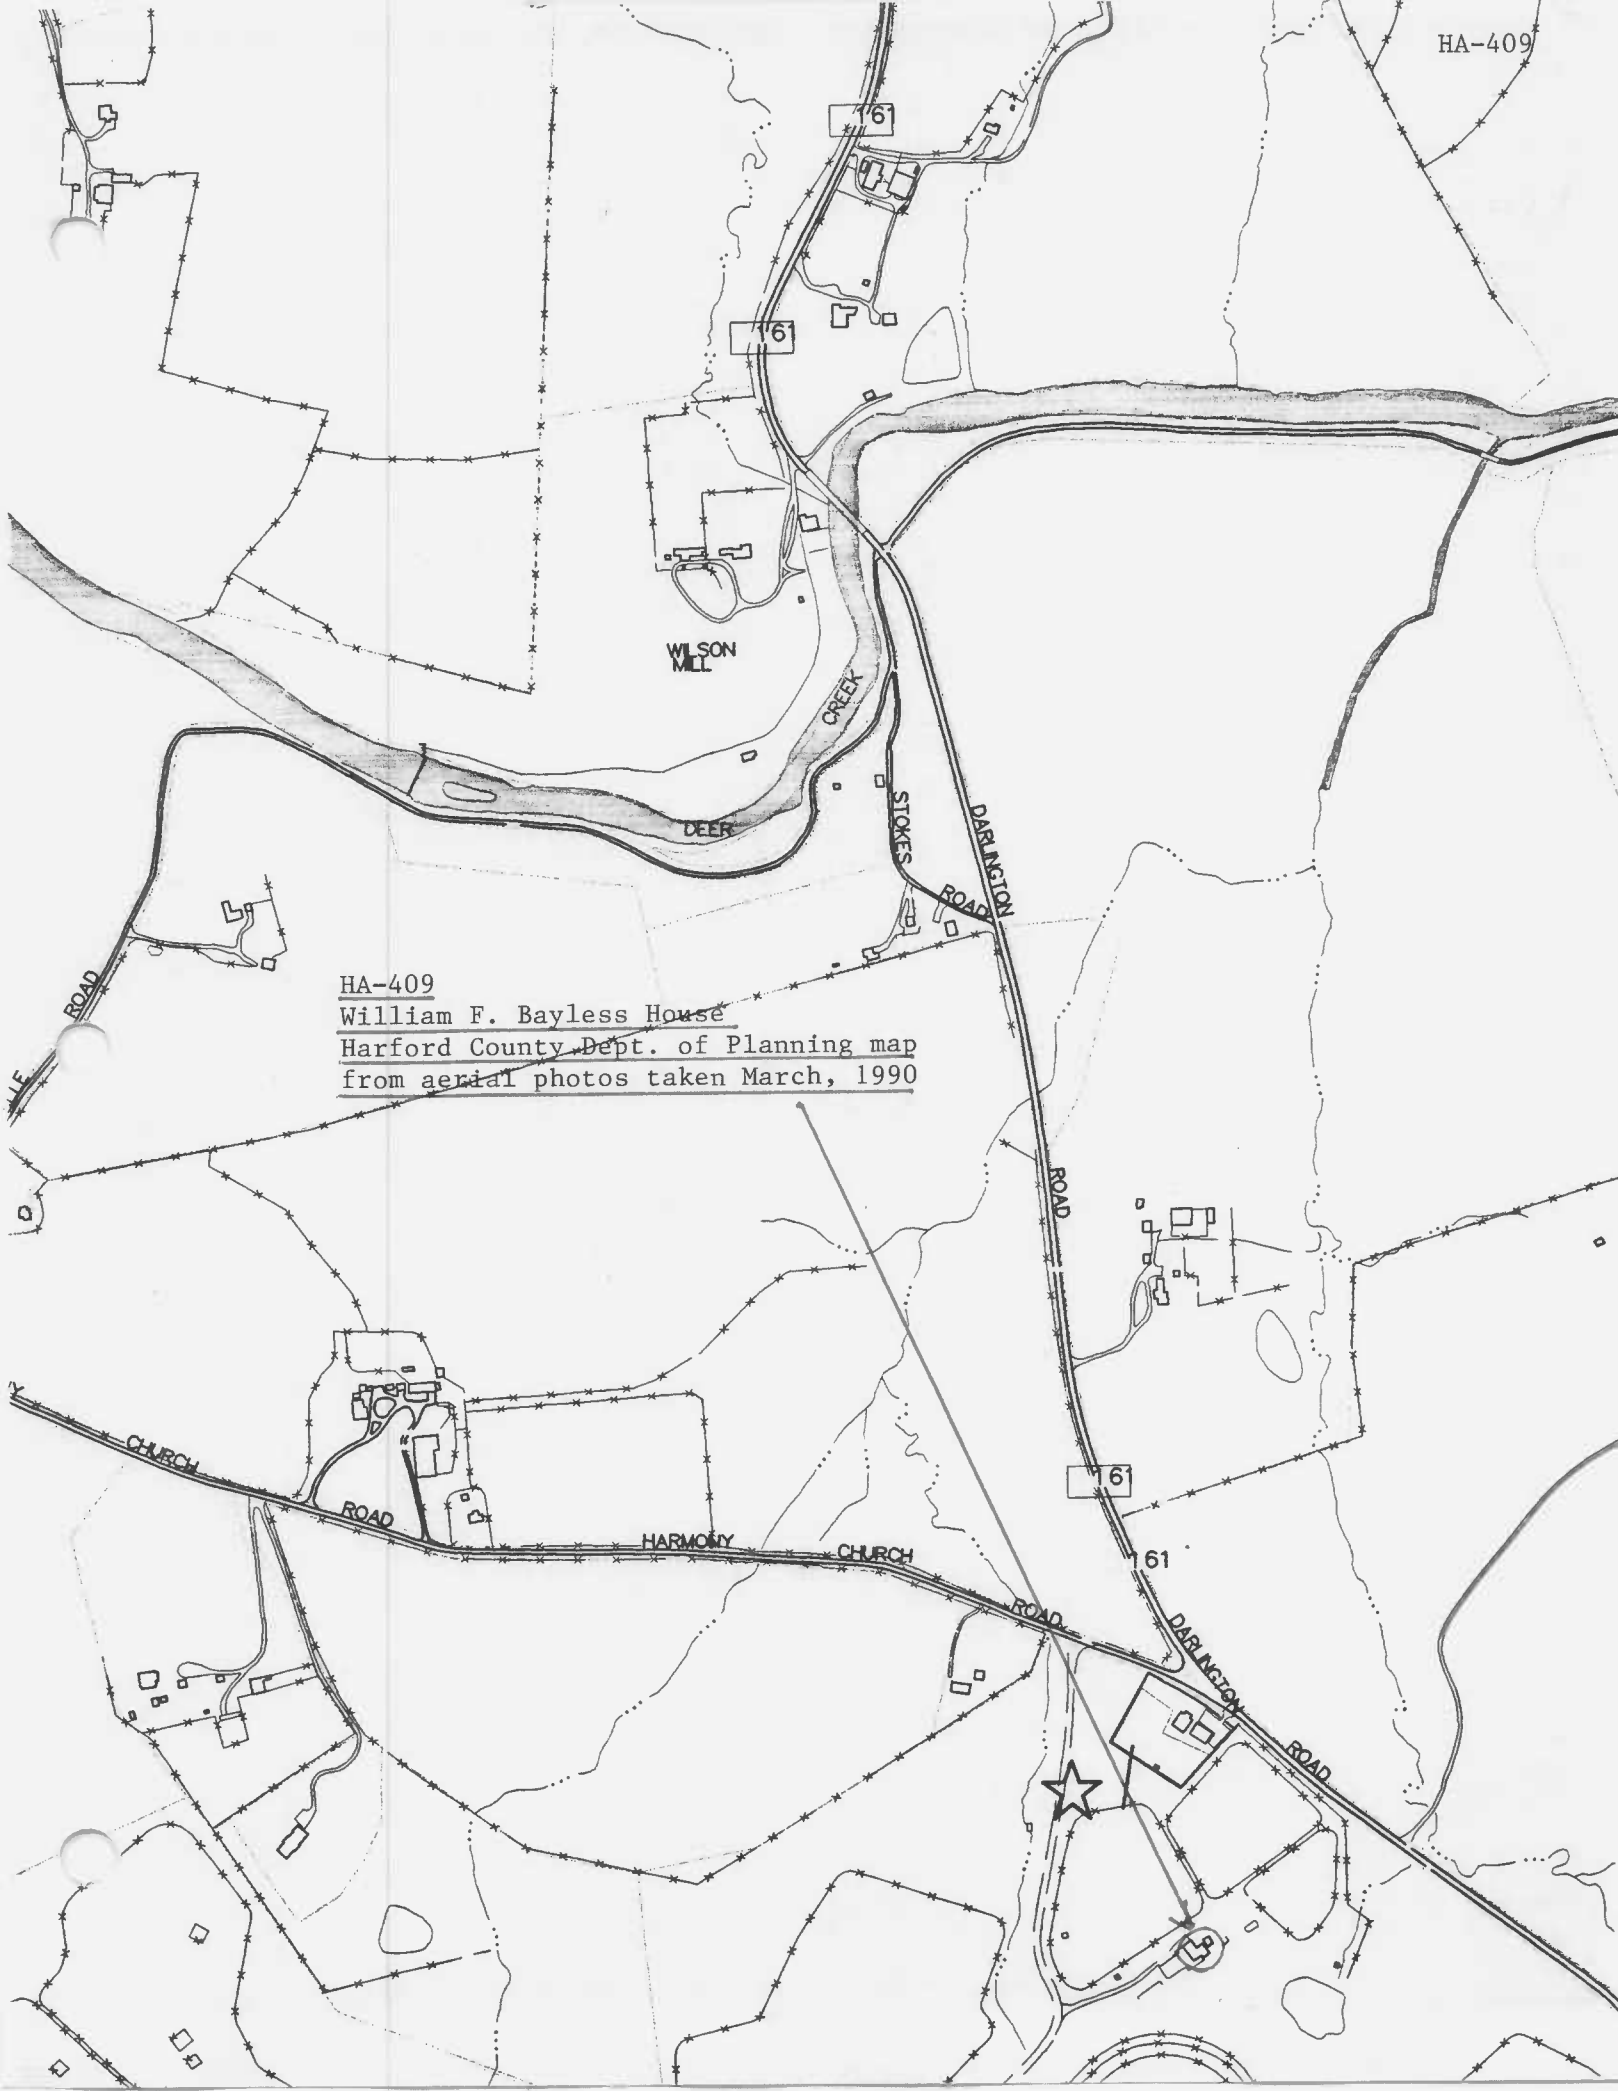 HA-409
161
161
WILSON
MILL
CREEK
DEER
STOKES
ROAD
DARLINGTON
ROAD
LLE
HA-409
William F. Bayless House
Harford County Dept. of Planning map
from aerial photos taken March, 1990
ROAD
Y
CHURCH
ROAD
HARMONY
CHURCH
ROAD
161
161
DARLINGTON
ROAD